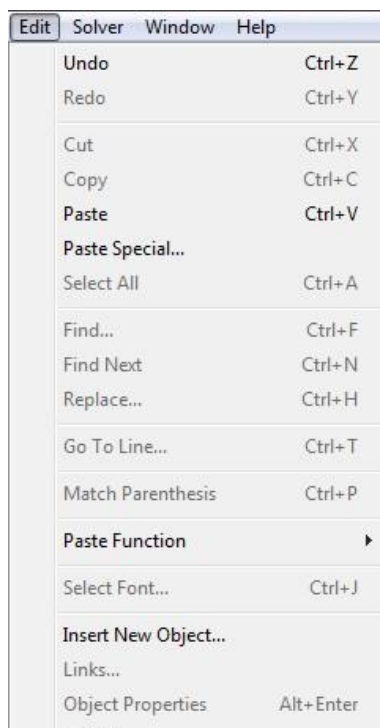 Edit Solver Window Help
Undo Ctrl+Z
Redo Ctrl+Y
Cut Ctrl+X
Copy Ctrl+C
Paste Ctrl+V
Paste Special...
Select All Ctrl+A
Find... Ctrl+F
Find Next Ctrl+N
Replace... Ctrl+H
Go To Line... Ctrl+T
Match Parenthesis Ctrl+P
Paste Function
Select Font... Ctrl+J
Insert New Object...
Links...
Object Properties Alt+Enter